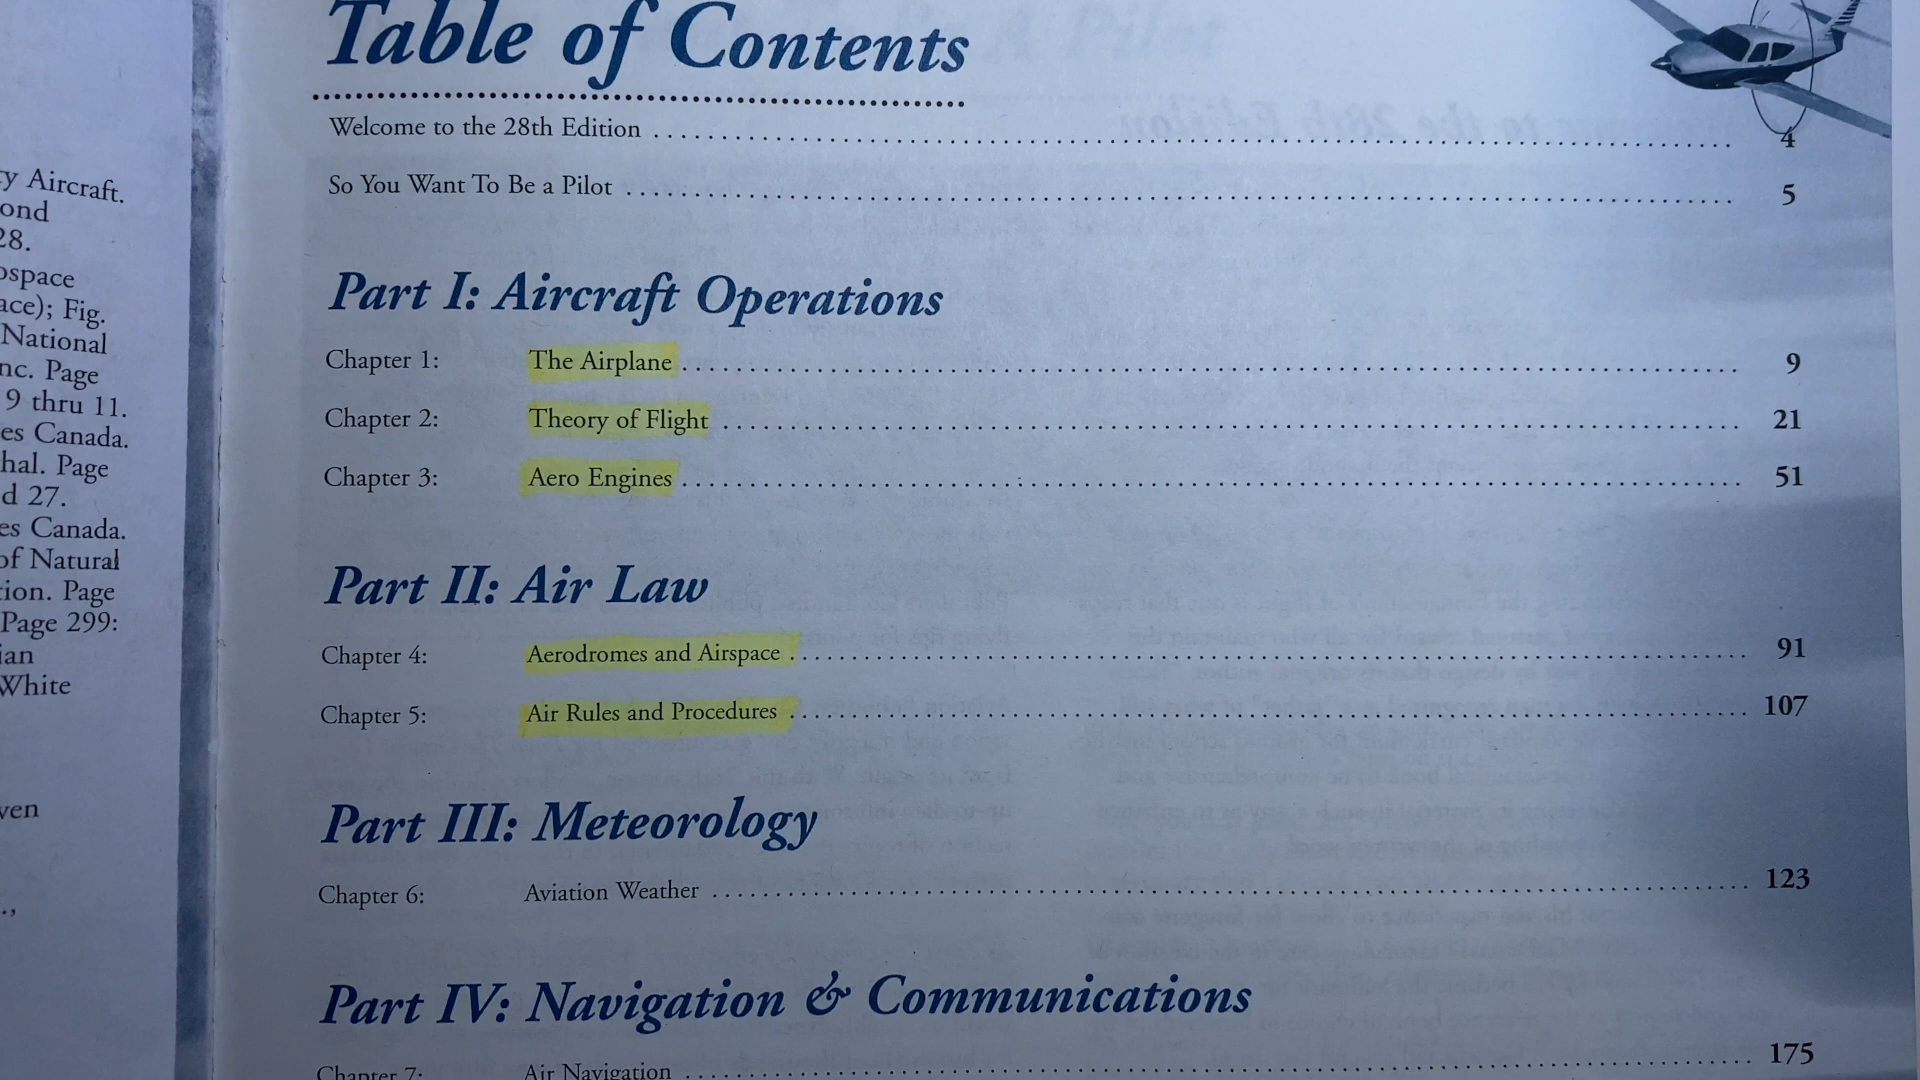 y Aircraft.
ond
28.
ospace
ace); Fig.
National
nc. Page
9 thru 11.
es Canada.
hal. Page
d 27.
es Canada.
of Natural
tion. Page
Page 299:
ian
White
ven
.,
Table of Contents
Welcome to the 28th Edition 4
So You Want To Be a Pilot 5
Part I: Aircraft Operations
Chapter 1: The Airplane 9
Chapter 2: Theory of Flight 21
Chapter 3: Aero Engines 51
Part II: Air Law
Chapter 4: Aerodromes and Airspace 91
Chapter 5: Air Rules and Procedures 107
Part III: Meteorology
Chapter 6: Aviation Weather 123
Part IV: Navigation & Communications
Chapter 7: Air Navigation 175